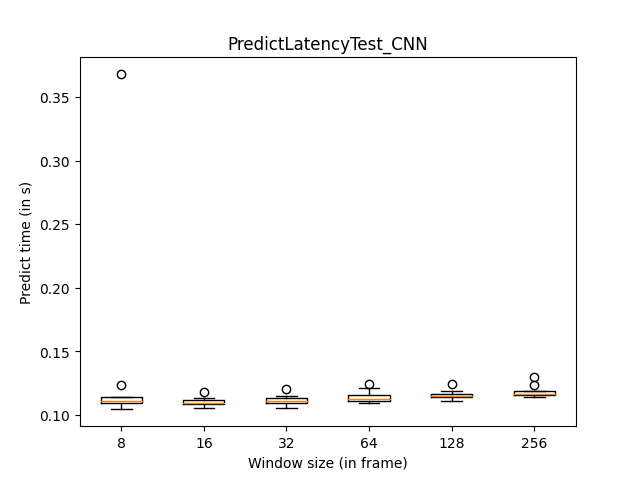 PredictLatencyTest_CNN
Predict time (in s)
0.35
0.30
0.25
0.20
0.15
0.10
8 16 32 64 128 256
Window size (in frame)